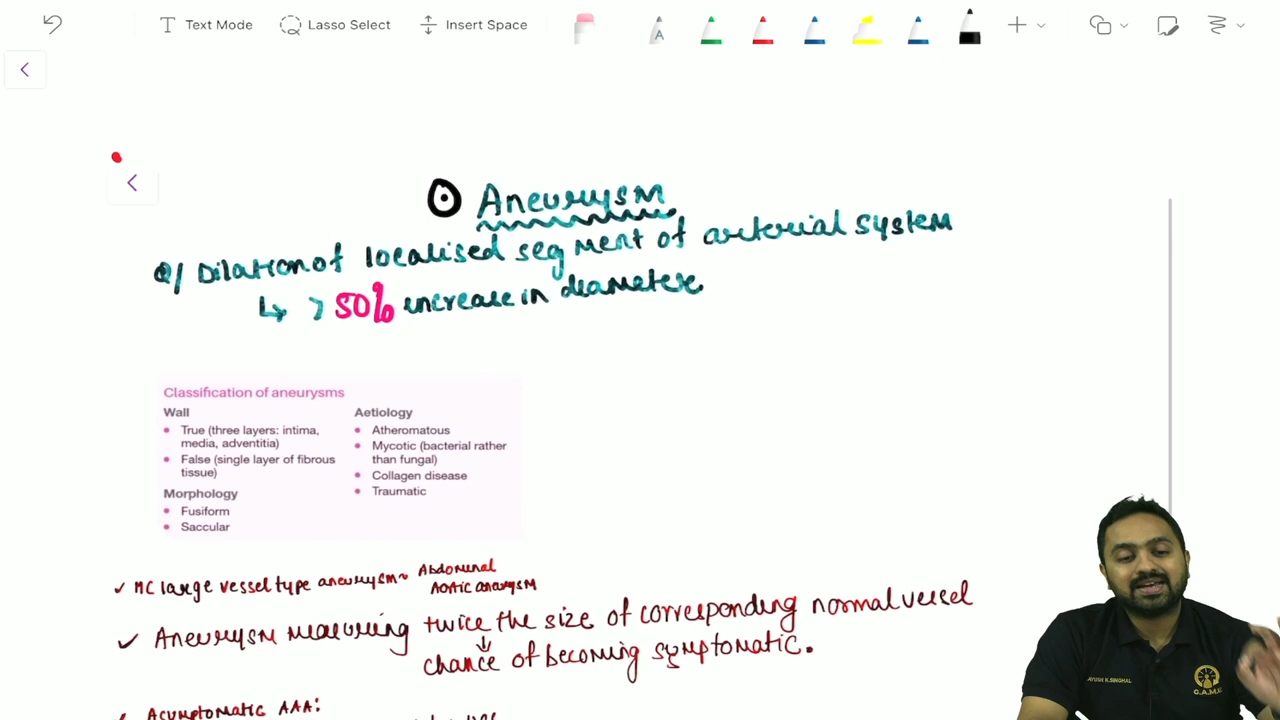 Text Mode
Lasso Select
Insert Space
Aneurysm
Q/ Dilation of localised segment of arterial system
↳ > 50% increase in diameter
Classification of aneurysms
Wall
• True (three layers: intima, media, adventitia)
• False (single layer of fibrous tissue)
Morphology
• Fusiform
• Saccular
Aetiology
• Atheromatous
• Mycotic (bacterial rather than fungal)
• Collagen disease
• Traumatic
✓ MC large vessel type aneurysm~ Abdominal
Aortic aneurysm
✓ Aneurysm measuring twice the size of corresponding normal vessel
↓
chance of becoming symptomatic.
✓ Asymptomatic AAA:
AYUSH K.SINGHAL